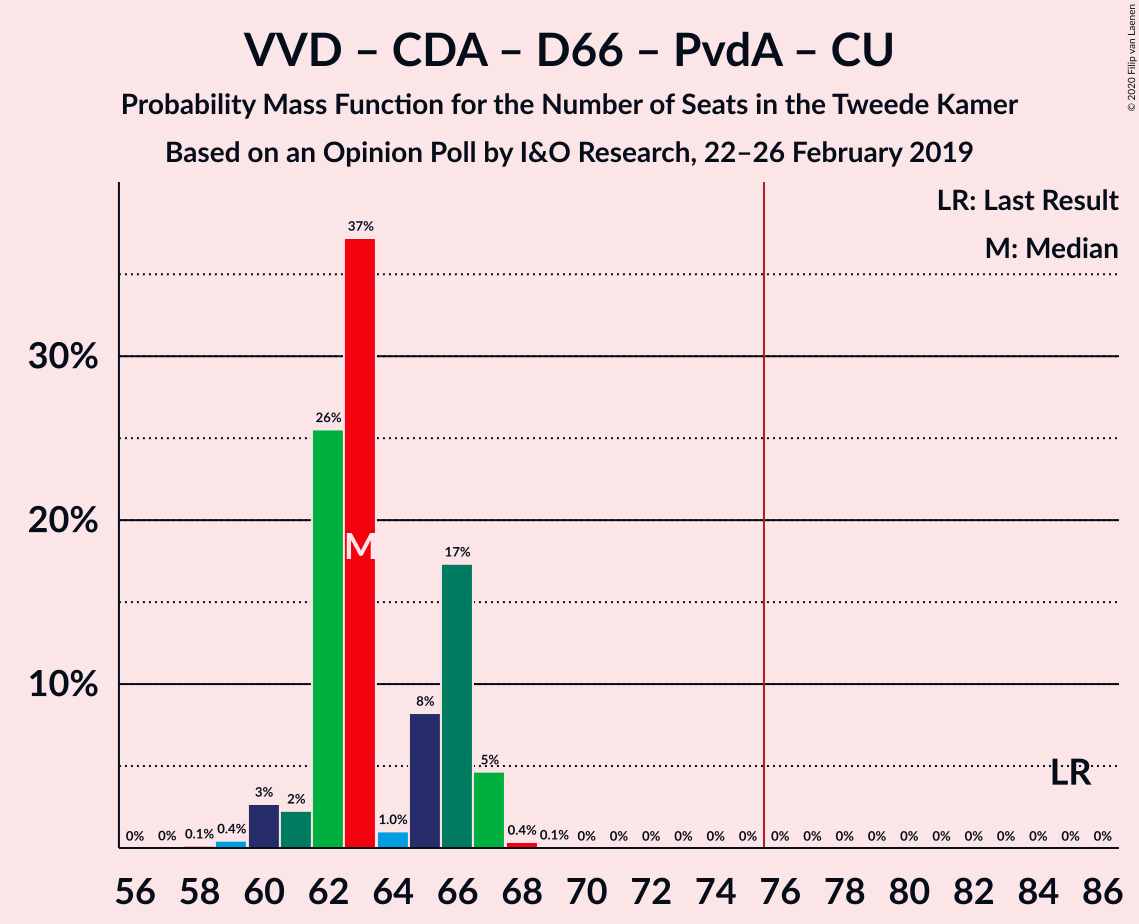 VVD – CDA – D66 – PvdA – CU
Probability Mass Function for the Number of Seats in the Tweede Kamer
Based on an Opinion Poll by I&O Research, 22–26 February 2019
© 2020 Filip van Laenen
LR: Last Result
M: Median
37%
30%
26%
20%
M
17%
10%
8%
5%
LR
3%
2%
1.0%
0% 0% 0.1% 0.4% 0.4% 0.1% 0% 0% 0% 0% 0% 0% 0% 0% 0% 0% 0% 0% 0% 0% 0% 0% 0%
56 58 60 62 64 66 68 70 72 74 76 78 80 82 84 86